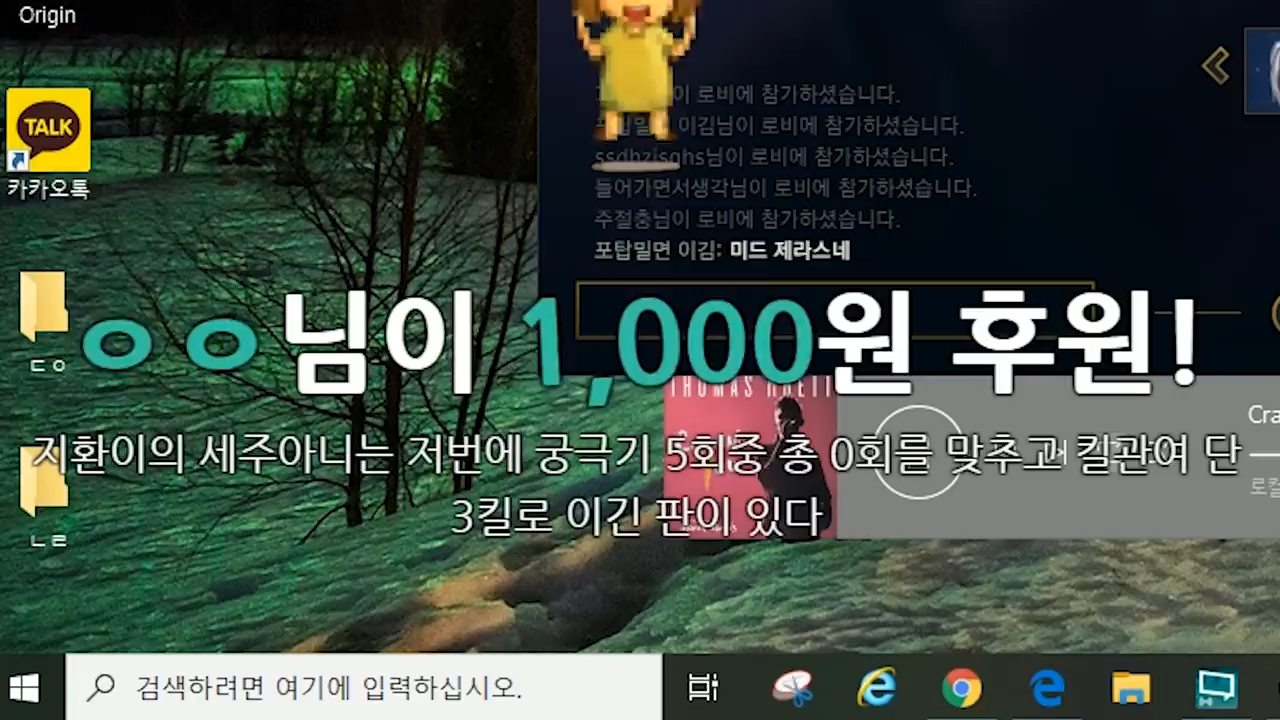 Origin
TALK
카카오톡
이 로비에 참가하셨습니다.
이김님이 로비에 참가하셨습니다.
ssdhzjsqhs님이 로비에 참가하셨습니다.
들어가면서생각님이 로비에 참가하셨습니다.
주절충님이 로비에 참가하셨습니다.
포탑밀면 이김: 미드 제라스네
ㄷㅇ
ㅇㅇ님이 1,000원 후원!
THOMAS RHETT
Cra
지환이의 세주아니는 저번에 궁극기 5회중 총 0회를 맞추고 킬관여 단
3킬로 이긴 판이 있다
로컬
ㄴㄹ
검색하려면 여기에 입력하십시오.